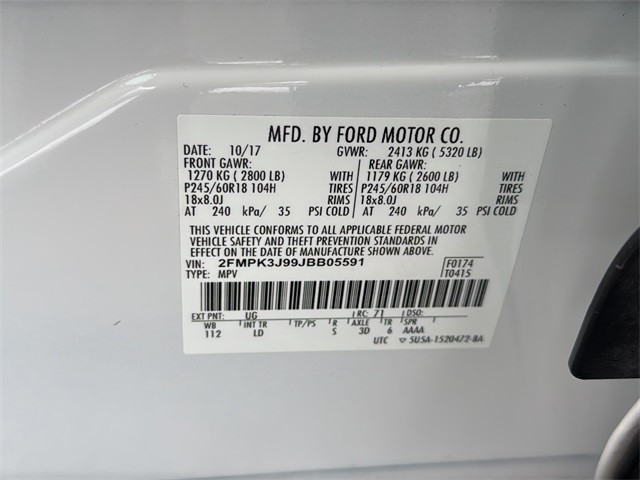 MFD. BY FORD MOTOR CO.
DATE: 10/17 GVWR: 2413 KG ( 5320 LB)
FRONT GAWR: REAR GAWR:
1270 KG ( 2800 LB) WITH 1179 KG ( 2600 LB) WITH
P245/60R18 104H TIRES P245/60R18 104H TIRES
18x8.0J RIMS 18x8.0J RIMS
AT 240 kPa/ 35 PSI COLD AT 240 kPa/ 35 PSI COLD
THIS VEHICLE CONFORMS TO ALL APPLICABLE FEDERAL MOTOR
VEHICLE SAFETY AND THEFT PREVENTION STANDARDS IN
EFFECT ON THE DATE OF MANUFACTURE SHOWN ABOVE.
VIN: 2FMPK3J99JBB05591 F0174
TYPE: MPV T0415
EXT PNT: UG RC: 71
WB INT TR TP/PS R AXLE TR SPR
112 LD S 3D 6 AAAA
UTC 5U5A-1520472-BA